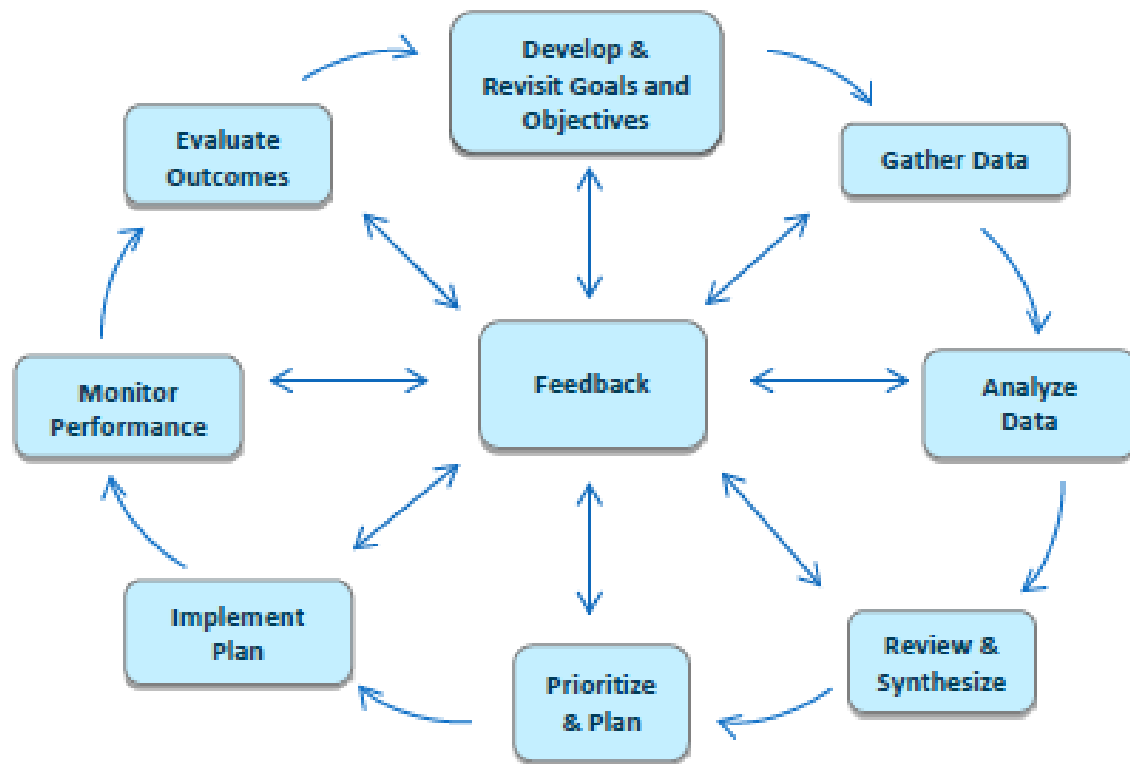 Develop &
Revisit Goals and
Objectives
Gather Data
Analyze
Data
Review &
Synthesize
Prioritize
& Plan
Implement
Plan
Monitor
Performance
Evaluate
Outcomes
Feedback